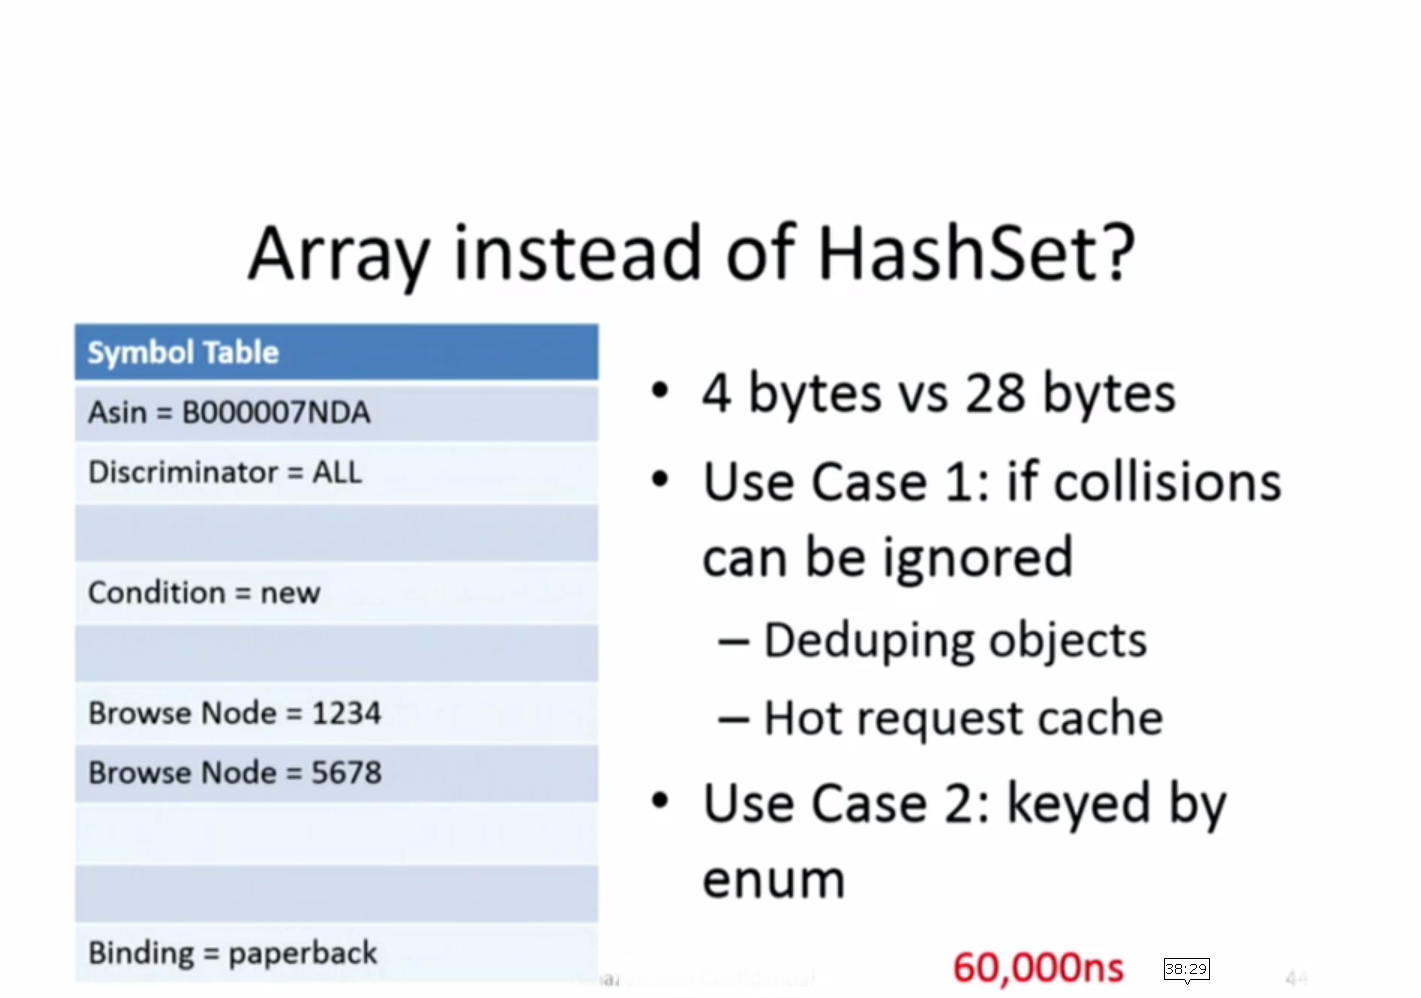 Array instead of HashSet?
Symbol Table
Asin = B000007NDA
Discriminator = ALL
Condition = new
Browse Node = 1234
Browse Node = 5678
Binding = paperback
• 4 bytes vs 28 bytes
• Use Case 1: if collisions
can be ignored
– Deduping objects
– Hot request cache
• Use Case 2: keyed by
enum
60,000ns
38:29
44